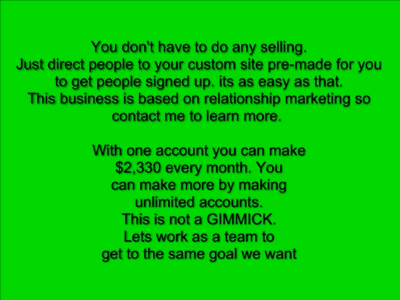 You don't have to do any selling.
Just direct people to your custom site pre-made for you
to get people signed up. its as easy as that.
This business is based on relationship marketing so
contact me to learn more.
With one account you can make
$2,330 every month. You
can make more by making
unlimited accounts.
This is not a GIMMICK.
Lets work as a team to
get to the same goal we want